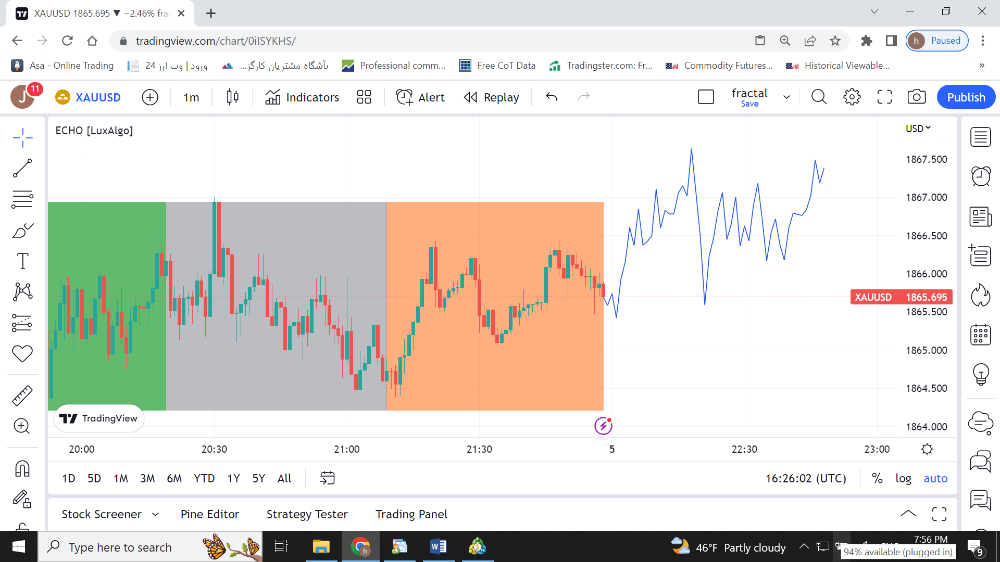 XAUUSD 1865.695 ▼ −2.46% fra
tradingview.com/chart/0iISYKHS/
h Paused
Asa - Online Trading
ورود | وب ارز 24
باشگاه مشتریان کارگز...
Professional comm...
Free CoT Data
Tradingster.com: Fr...
Commodity Futures...
Historical Viewable...
»
J 11
XAUUSD
1m
Indicators
Alert
Replay
fractal
Save
Publish
ECHO [LuxAlgo]
USD
1867.500
1867.000
1866.500
1866.000
XAUUSD 1865.695
1865.500
1865.000
1864.500
1864.000
TradingView
20:00 20:30 21:00 21:30 5 22:30 23:00
1D 5D 1M 3M 6M YTD 1Y 5Y All
16:26:02 (UTC) % log auto
Stock Screener Pine Editor Strategy Tester Trading Panel
Type here to search
46°F Partly cloudy
7:56 PM
94% available (plugged in)
9